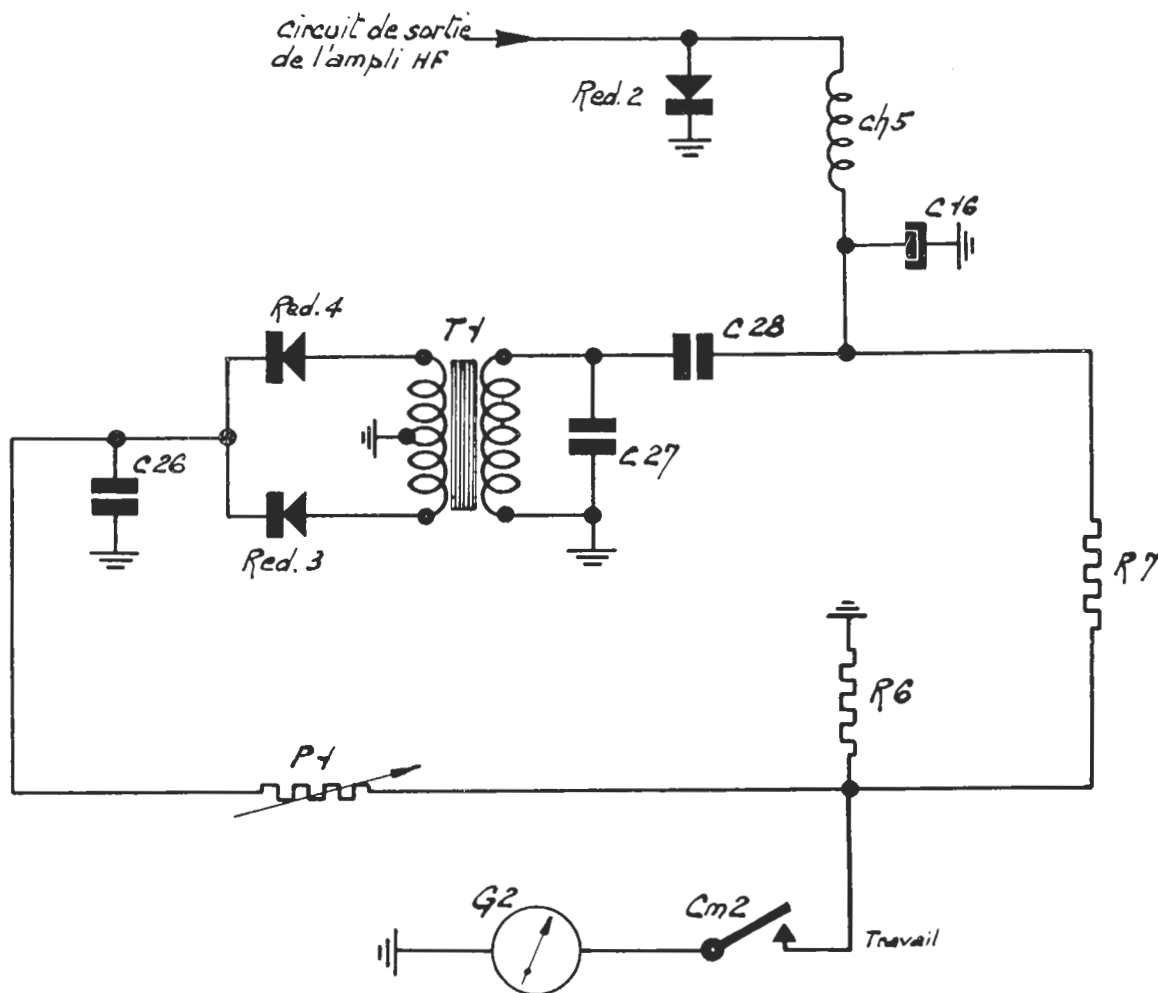 circuit de sortie
de l'ampli HF
Red.2
ch5
C16
Red.4
T1
C28
C26
C27
Red.3
R7
R6
P1
G2
Cm2
Travail